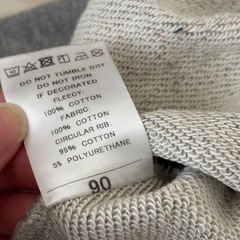 DO NOT TUMBLE DRY
DO NOT IRON
IF DECORATED
FLEECY:
100% COTTON
FABRIC:
100% COTTON
CIRCULAR RIB:
95% COTTON
5% POLYURETHANE
90